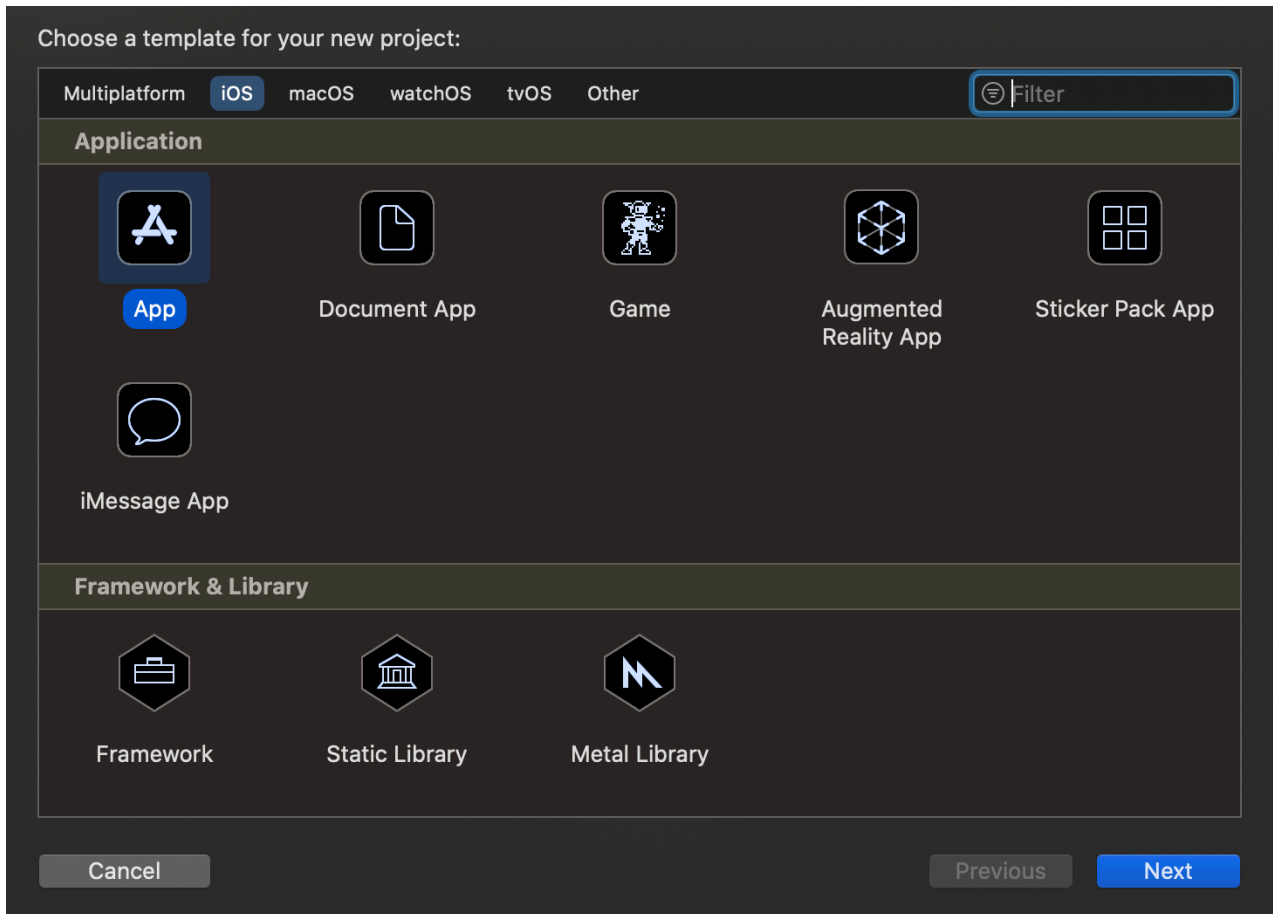 Choose a template for your new project:
Multiplatform iOS macOS watchOS tvOS Other Filter
Application
App Document App Game Augmented Reality App Sticker Pack App
iMessage App
Framework & Library
Framework Static Library Metal Library
Cancel Previous Next